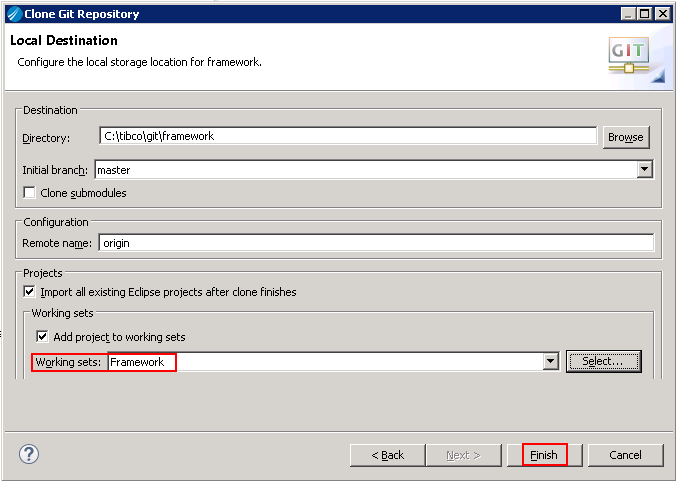 Clone Git Repository
Local Destination
Configure the local storage location for framework.
GIT
Destination
Directory: C:\tibco\git\framework Browse
Initial branch: master
Clone submodules
Configuration
Remote name: origin
Projects
Import all existing Eclipse projects after clone finishes
Working sets
Add project to working sets
Working sets: Framework Select...
? < Back Next > Finish Cancel